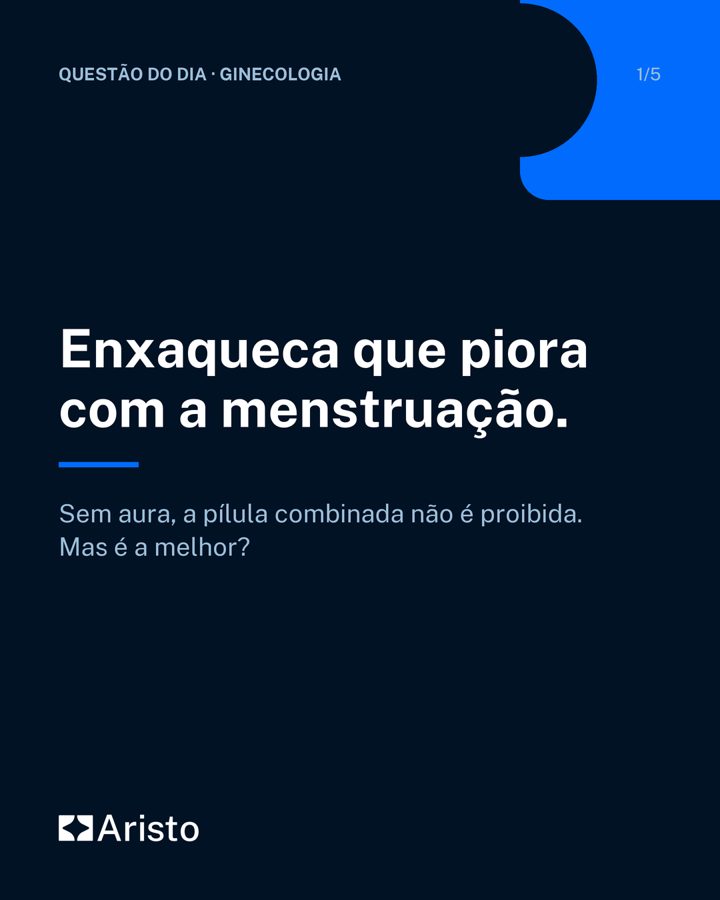 QUESTÃO DO DIA · GINECOLOGIA
1/5
Enxaqueca que piora
com a menstruação.
Sem aura, a pílula combinada não é proibida.
Mas é a melhor?
Aristo